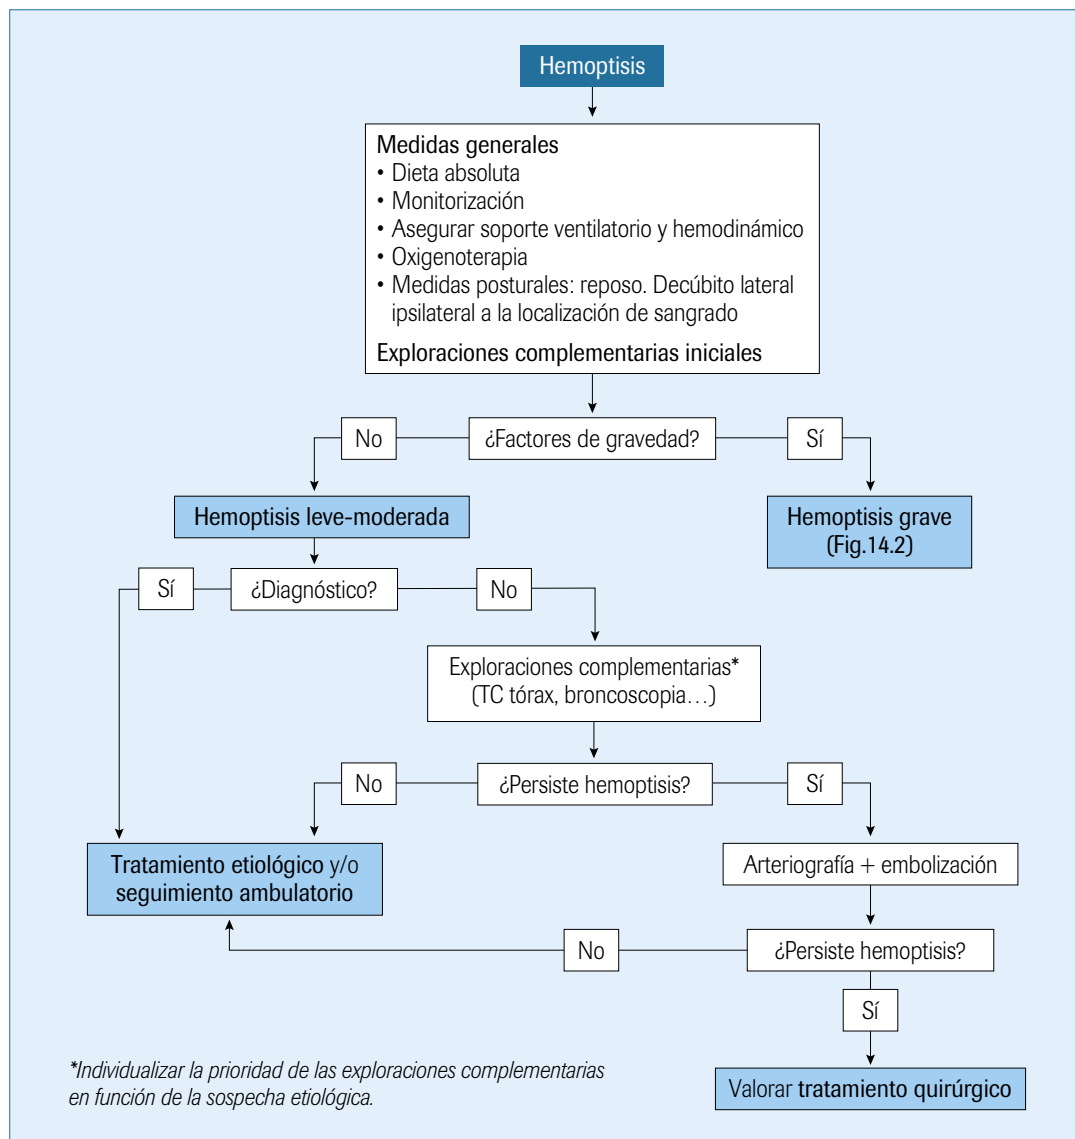 Hemoptisis
Medidas generales
• Dieta absoluta
• Monitorización
• Asegurar soporte ventilatorio y hemodinámico
• Oxigenoterapia
• Medidas posturales: reposo. Decúbito lateral
ipsilateral a la localización de sangrado
Exploraciones complementarias iniciales
No
¿Factores de gravedad?
Sí
Hemoptisis leve-moderada
Hemoptisis grave
(Fig.14.2)
Sí
¿Diagnóstico?
No
Exploraciones complementarias*
(TC tórax, broncoscopia…)
No
¿Persiste hemoptisis?
Sí
Tratamiento etiológico y/o
seguimiento ambulatorio
Arteriografía + embolización
No
¿Persiste hemoptisis?
Sí
*Individualizar la prioridad de las exploraciones complementarias
en función de la sospecha etiológica.
Valorar tratamiento quirúrgico